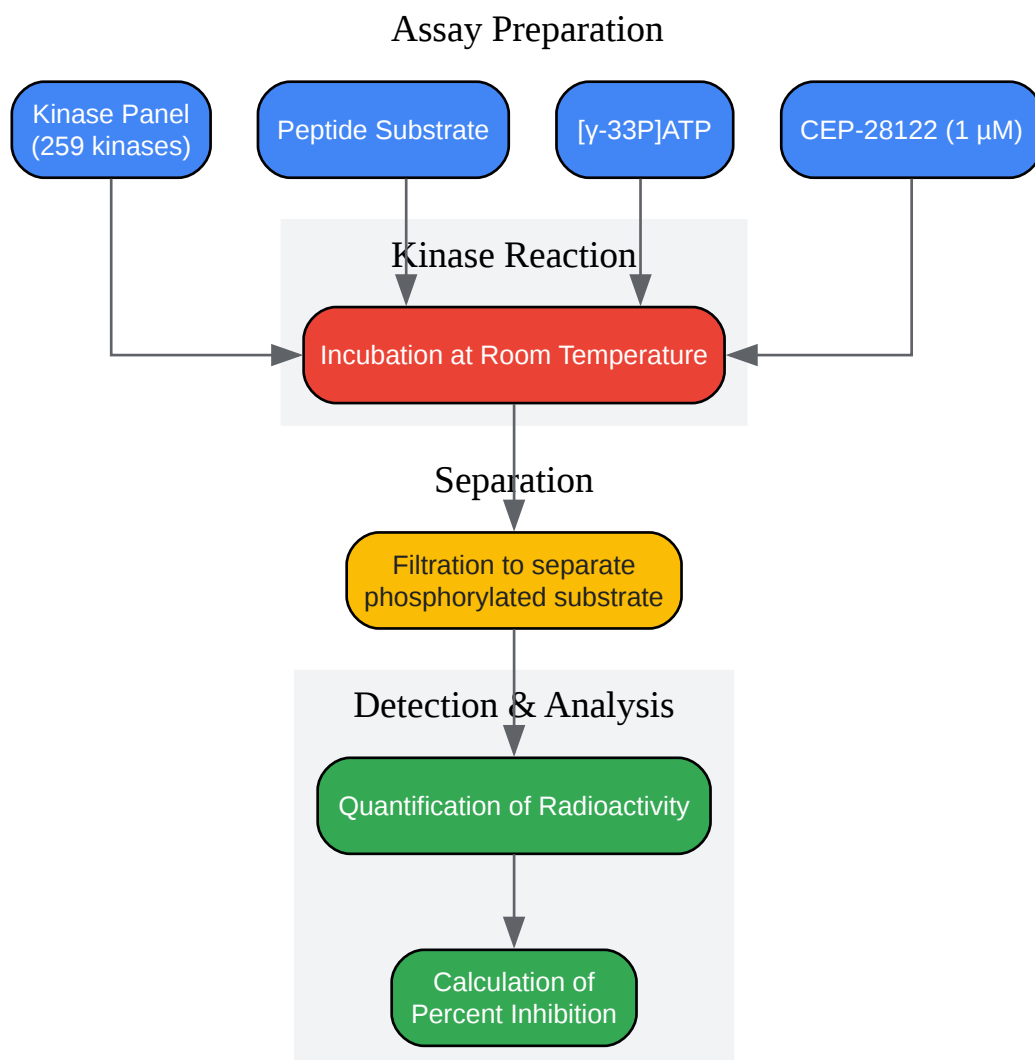 Assay Preparation
Kinase Panel
(259 kinases)
Peptide Substrate
[γ-33P]ATP
CEP-28122 (1 µM)
Kinase Reaction
Incubation at Room Temperature
Separation
Filtration to separate
phosphorylated substrate
Detection & Analysis
Quantification of Radioactivity
Calculation of
Percent Inhibition